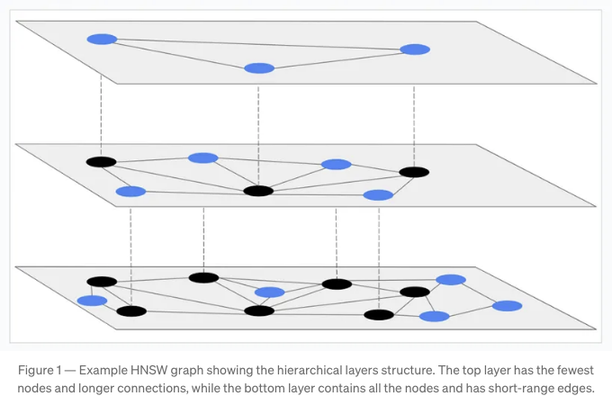 Figure 1 — Example HNSW graph showing the hierarchical layers structure. The top layer has the fewest
nodes and longer connections, while the bottom layer contains all the nodes and has short-range edges.